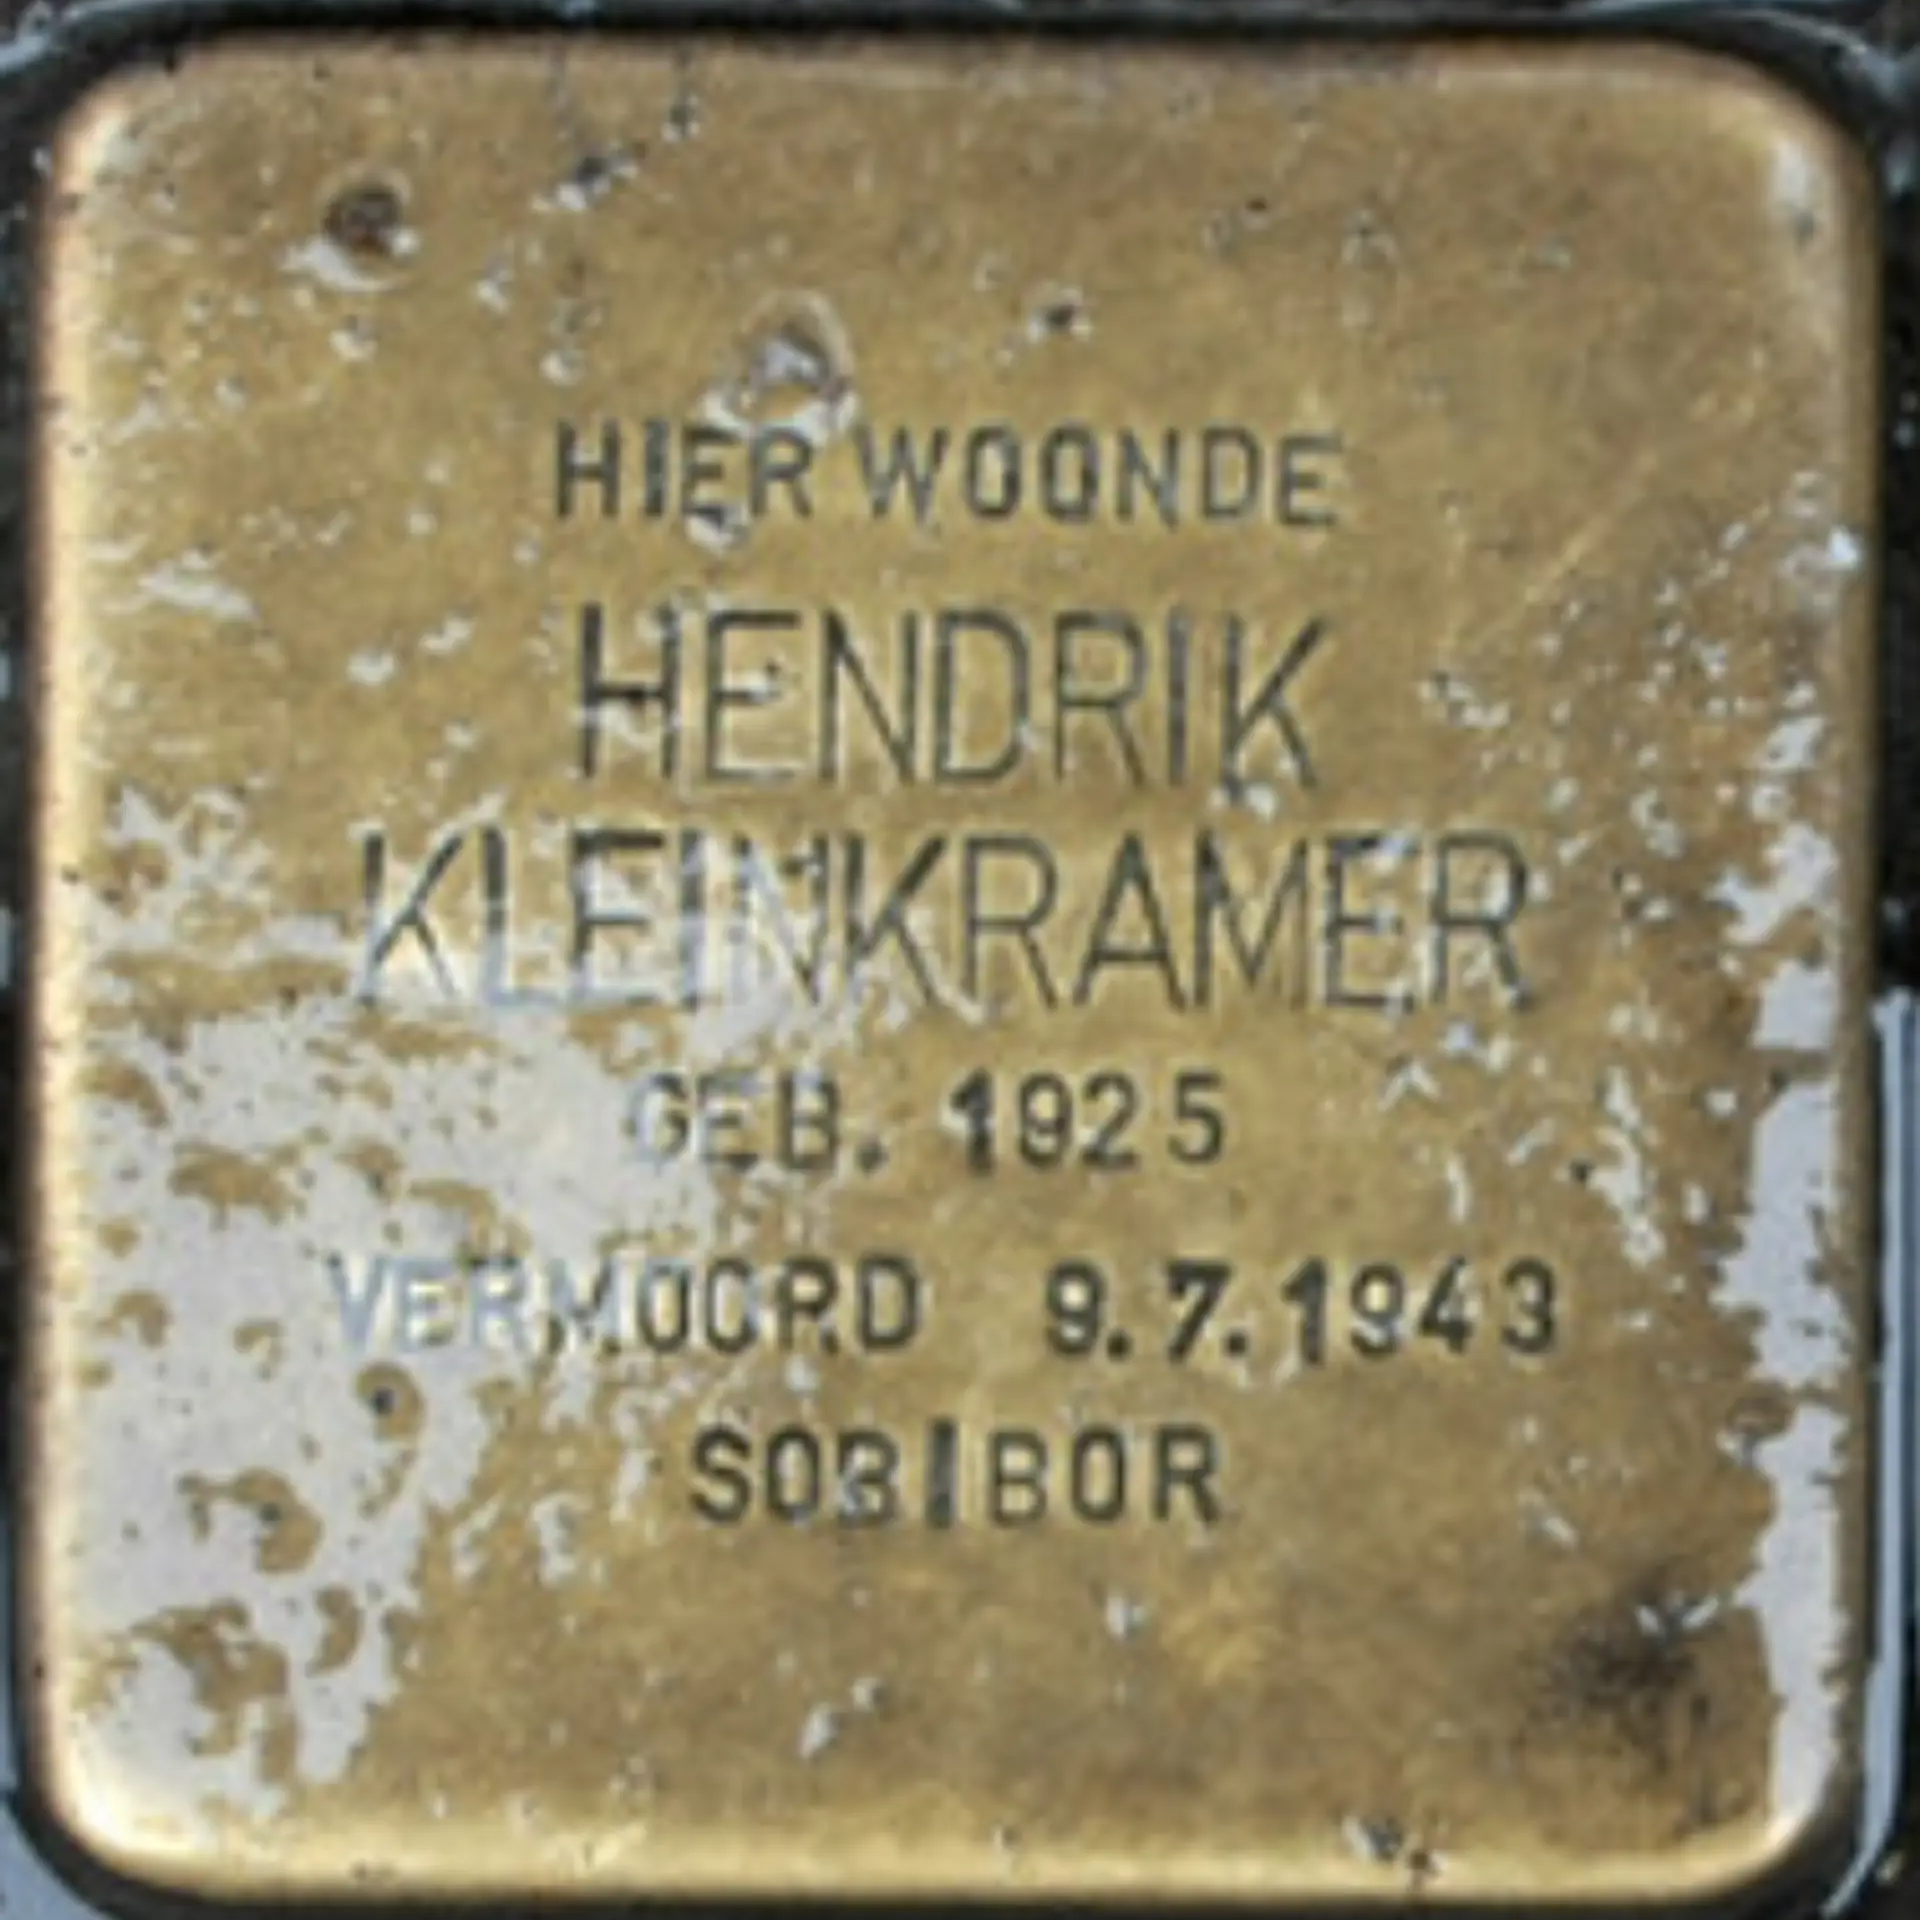 HIER WOONDE
HENDRIK
KLEINKRAMER
GEB. 1925
VERMOORD 9.7.1943
SOBIBOR